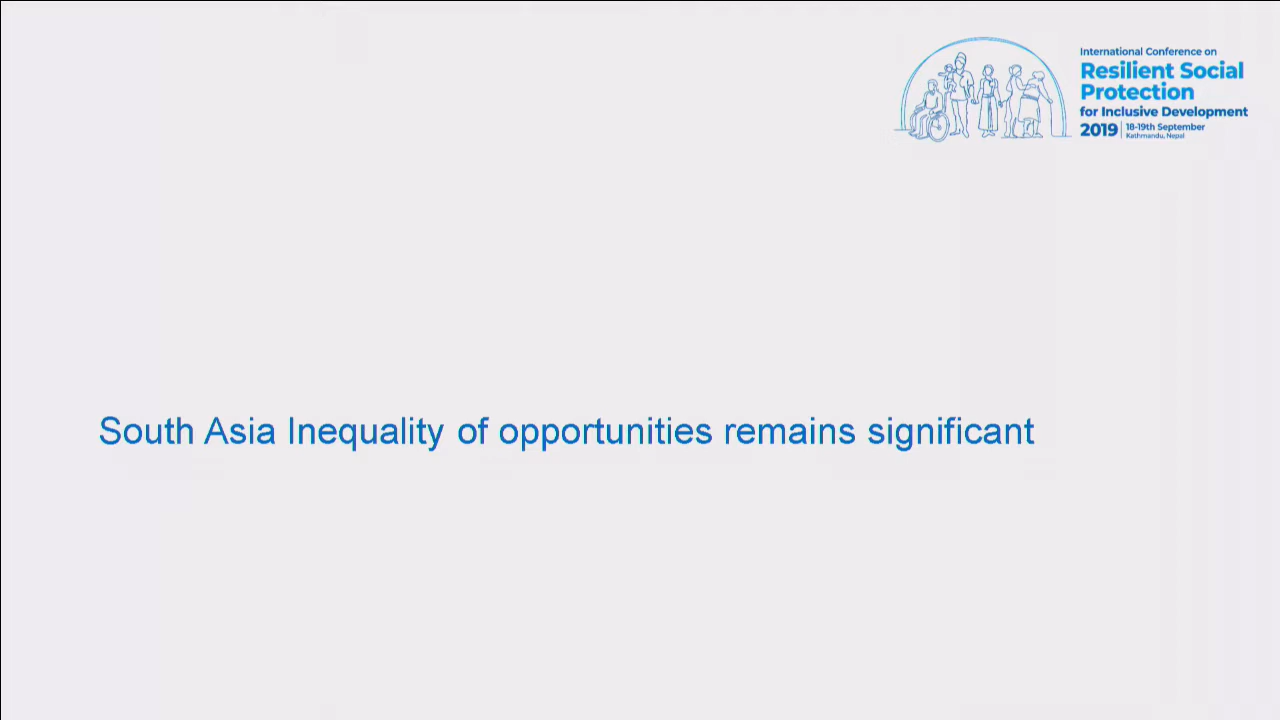 International Conference on
Resilient Social
Protection
for Inclusive Development
2019 | 18-19th September
Kathmandu, Nepal
South Asia Inequality of opportunities remains significant